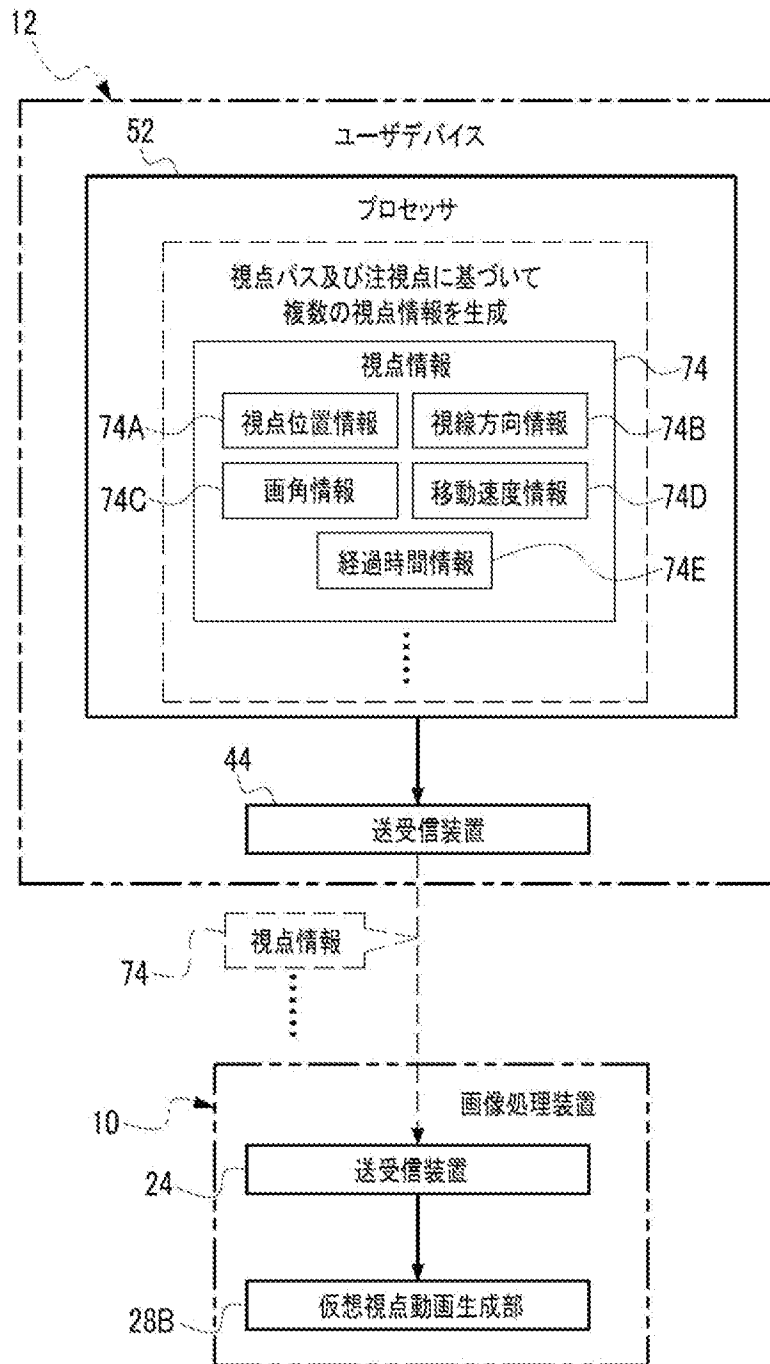 12
ユーザデバイス
52
プロセッサ
視点パス及び注視点に基づいて
複数の視点情報を生成
視点情報
74
74A
視点位置情報
視線方向情報
74B
74C
画角情報
移動速度情報
74D
経過時間情報
74E
44
送受信装置
視点情報
74
10
画像処理装置
送受信装置
24
仮想視点動画生成部
28B